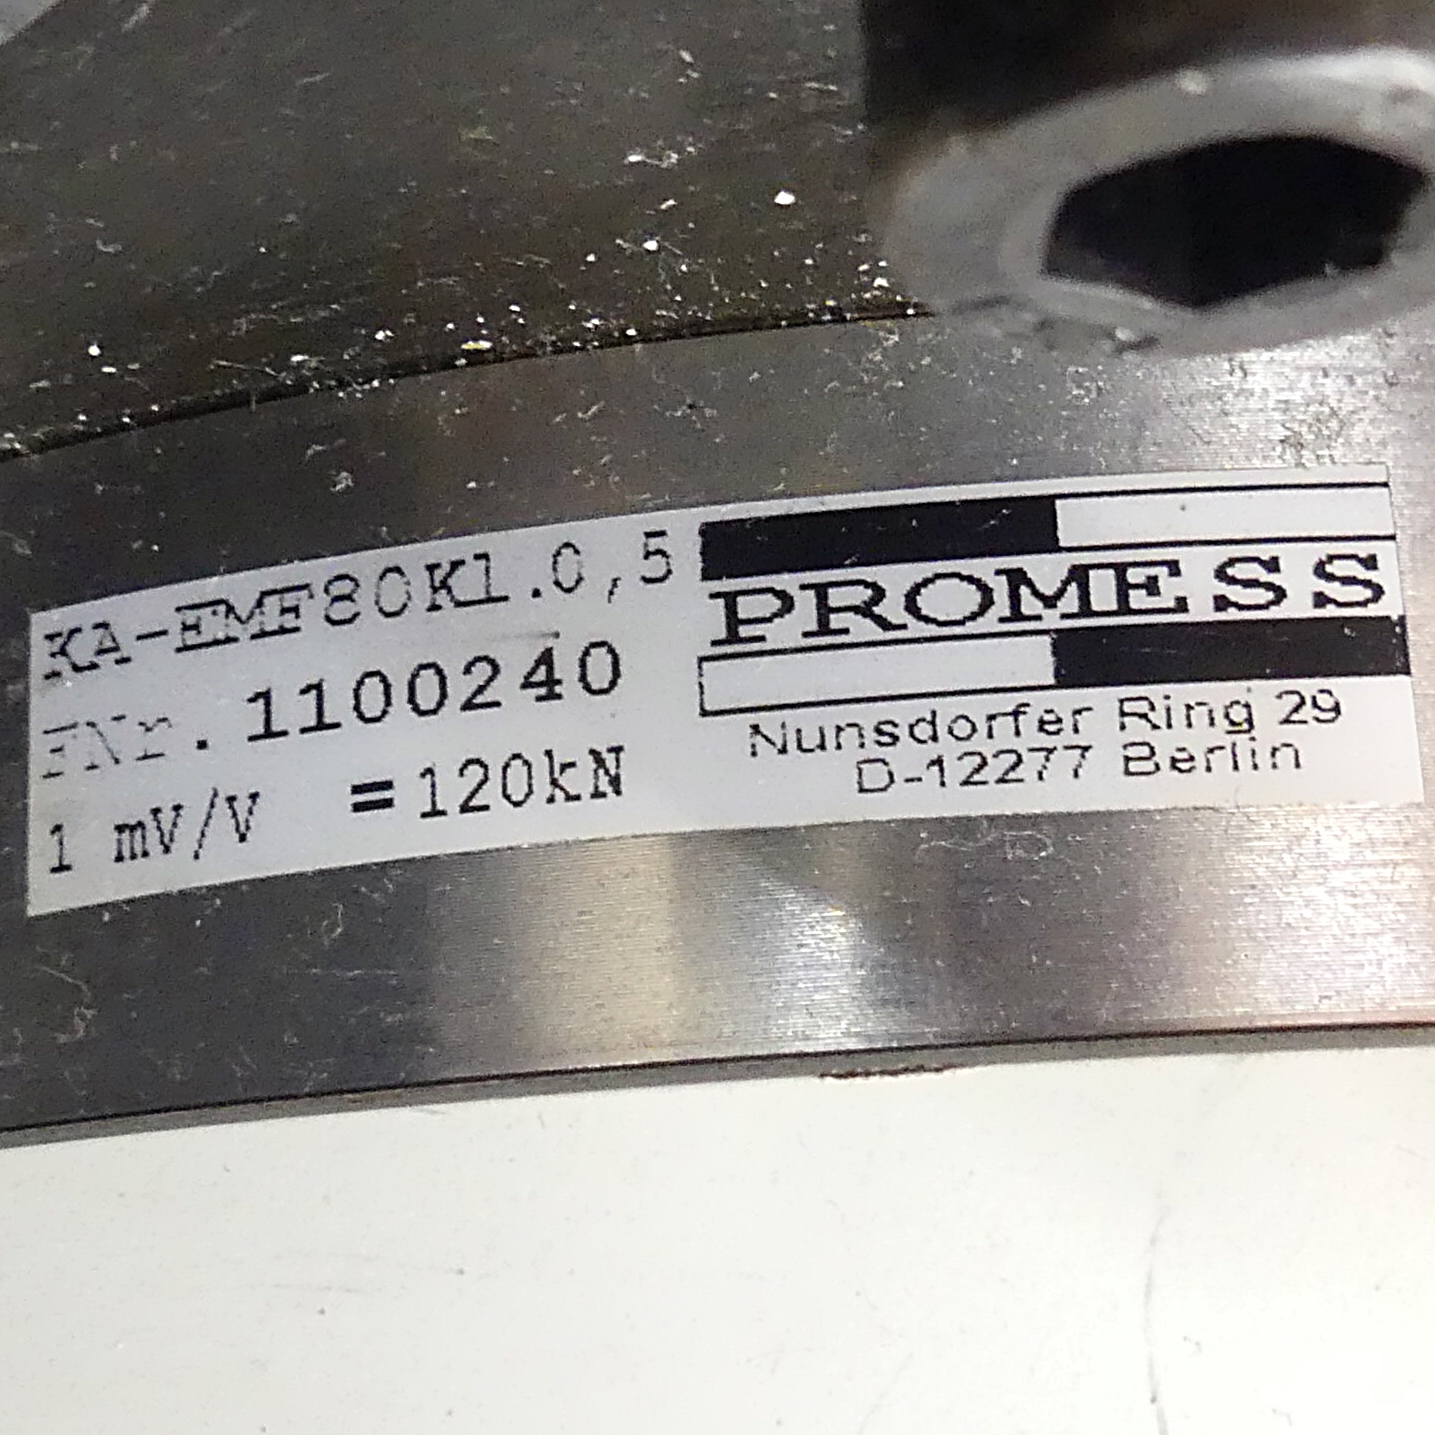 KA-EMF80Kl.0,5
FNr. 1100240
1 mV/V =120kN
PROMESS
Nunsdorfer Ring 29
D-12277 Berlin